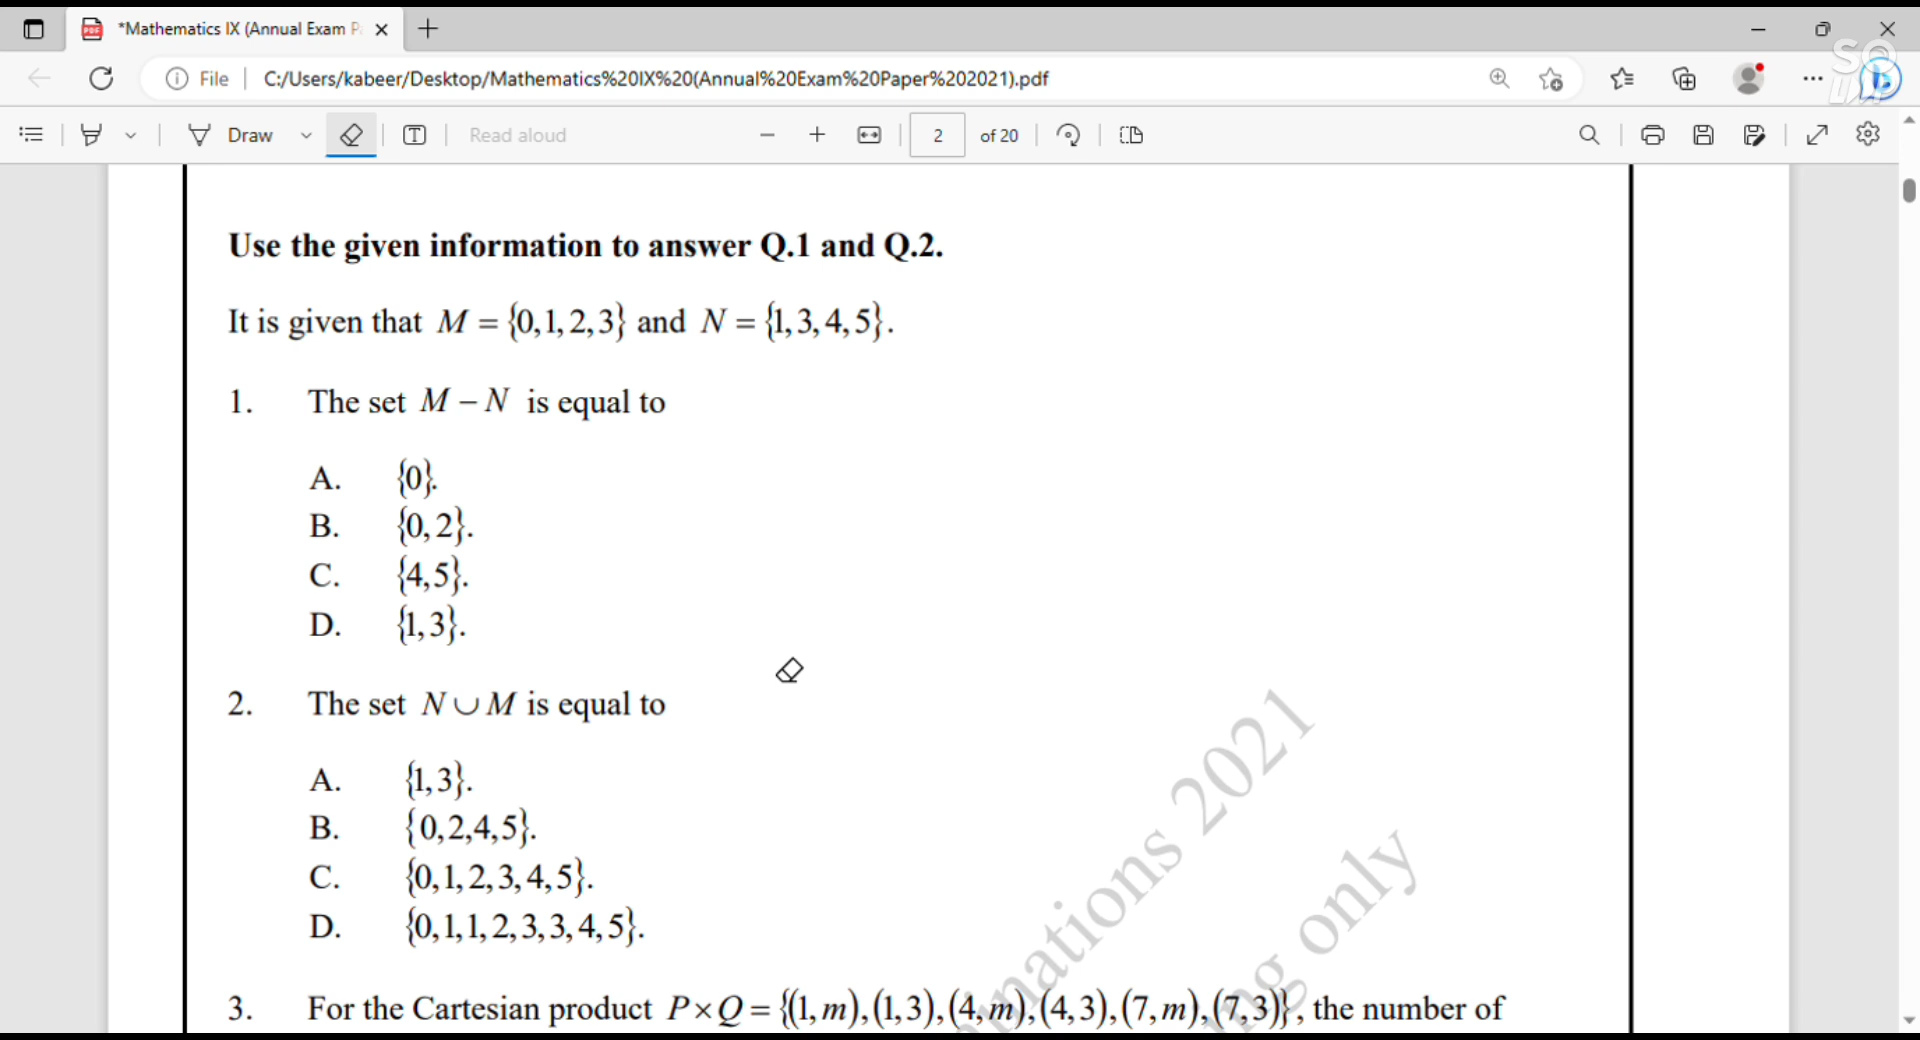 *Mathematics IX (Annual Exam P
File C:/Users/kabeer/Desktop/Mathematics%20IX%20(Annual%20Exam%20Paper%202021).pdf
Draw Read aloud 2 of 20
Use the given information to answer Q.1 and Q.2.
It is given that M = {0,1,2,3} and N = {1,3,4,5}.
1. The set M – N is equal to
A. {0}.
B. {0,2}.
C. {4,5}.
D. {1,3}.
2. The set N ∪ M is equal to
A. {1,3}.
B. {0,2,4,5}.
C. {0,1,2,3,4,5}.
D. {0,1,1,2,3,3,4,5}.
3. For the Cartesian product P×Q = {(1,m),(1,3),(4,m),(4,3),(7,m),(7,3)}, the number of
2021
only